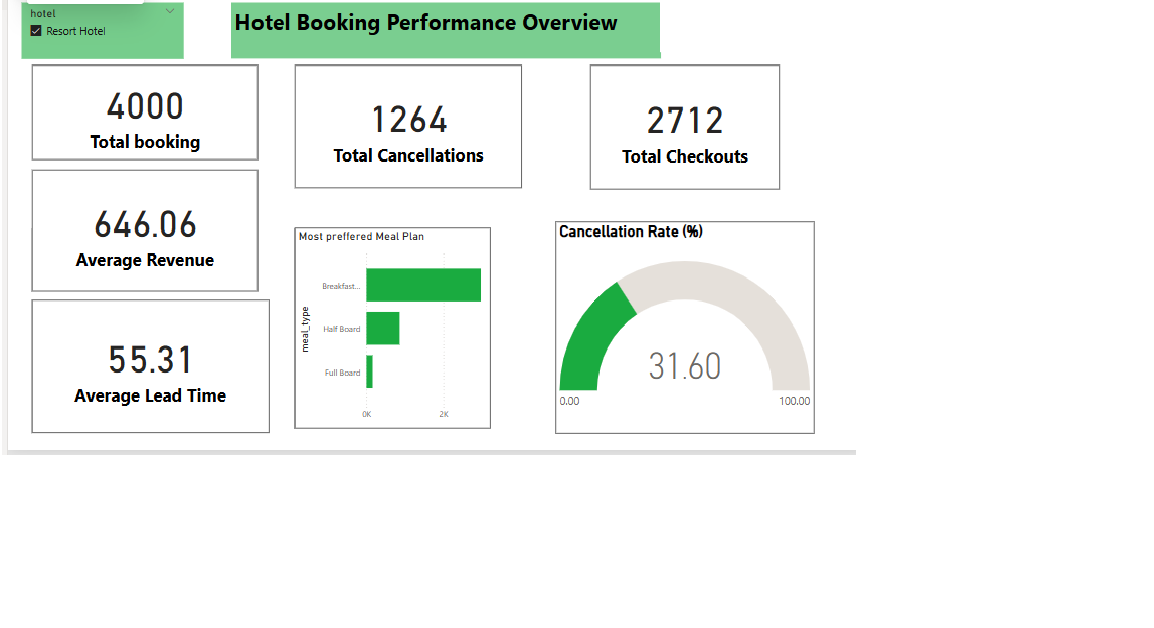 hotel
Resort Hotel
Hotel Booking Performance Overview
4000
Total booking
1264
Total Cancellations
2712
Total Checkouts
646.06
Average Revenue
55.31
Average Lead Time
Most preffered Meal Plan
meal_type
Breakfast...
Half Board
Full Board
0K
2K
Cancellation Rate (%)
31.60
0.00
100.00